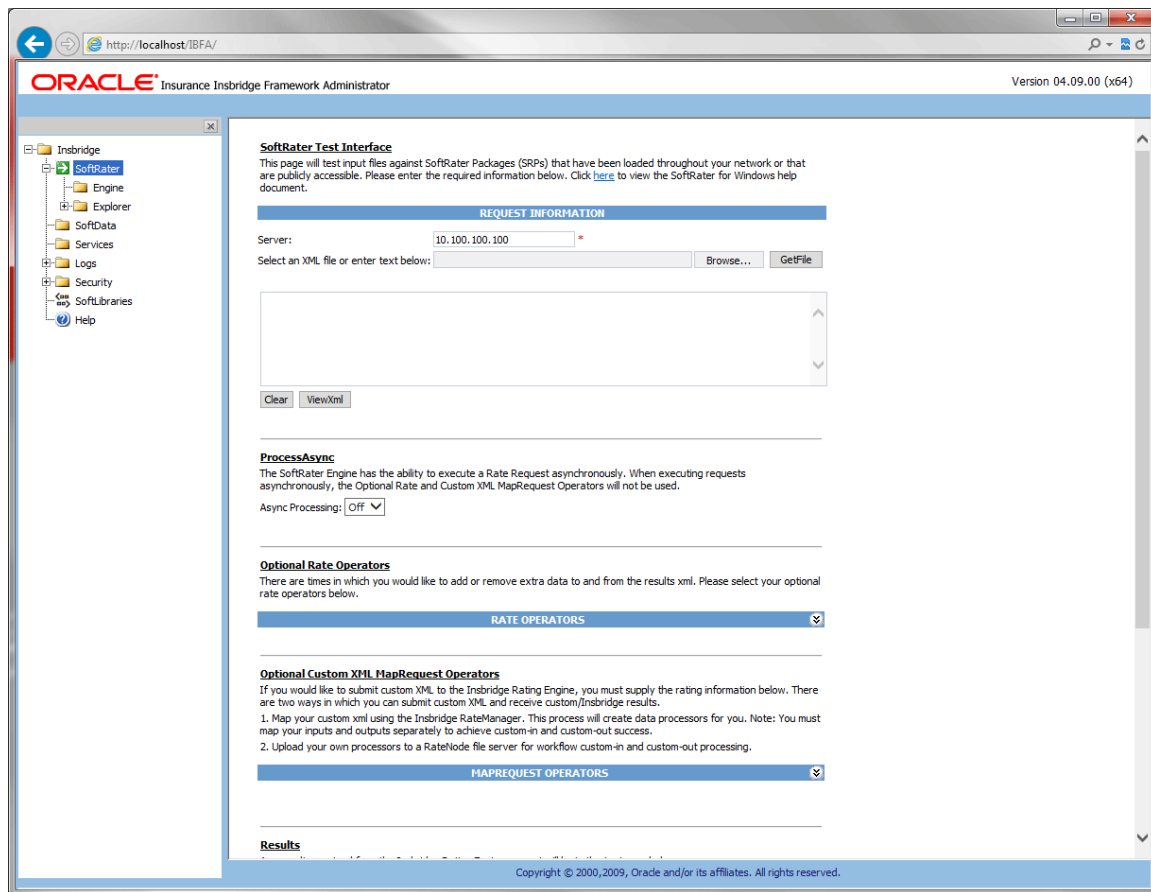 http://localhost/IBFA/
ORACLE Insurance Insbridge Framework Administrator
Version 04.09.00 (x64)
Insbridge
SoftRater
Engine
Explorer
SoftData
Services
Logs
Security
SoftLibraries
Help
SoftRater Test Interface
This page will test input files against SoftRater Packages (SRPs) that have been loaded throughout your network or that
are publicly accessible. Please enter the required information below. Click here to view the SoftRater for Windows help
document.
REQUEST INFORMATION
Server: 10.100.100.100 *
Select an XML file or enter text below: Browse... GetFile
Clear ViewXml
ProcessAsync
The SoftRater Engine has the ability to execute a Rate Request asynchronously. When executing requests
asynchronously, the Optional Rate and Custom XML MapRequest Operators will not be used.
Async Processing: Off
Optional Rate Operators
There are times in which you would like to add or remove extra data to and from the results xml. Please select your optional
rate operators below.
RATE OPERATORS
Optional Custom XML MapRequest Operators
If you would like to submit custom XML to the Insbridge Rating Engine, you must supply the rating information below. There
are two ways in which you can submit custom XML and receive custom/Insbridge results.
1. Map your custom xml using the Insbridge RateManager. This process will create data processors for you. Note: You must
map your inputs and outputs separately to achieve custom-in and custom-out success.
2. Upload your own processors to a RateNode file server for workflow custom-in and custom-out processing.
MAPREQUEST OPERATORS
Results
Copyright © 2000,2009, Oracle and/or its affiliates. All rights reserved.